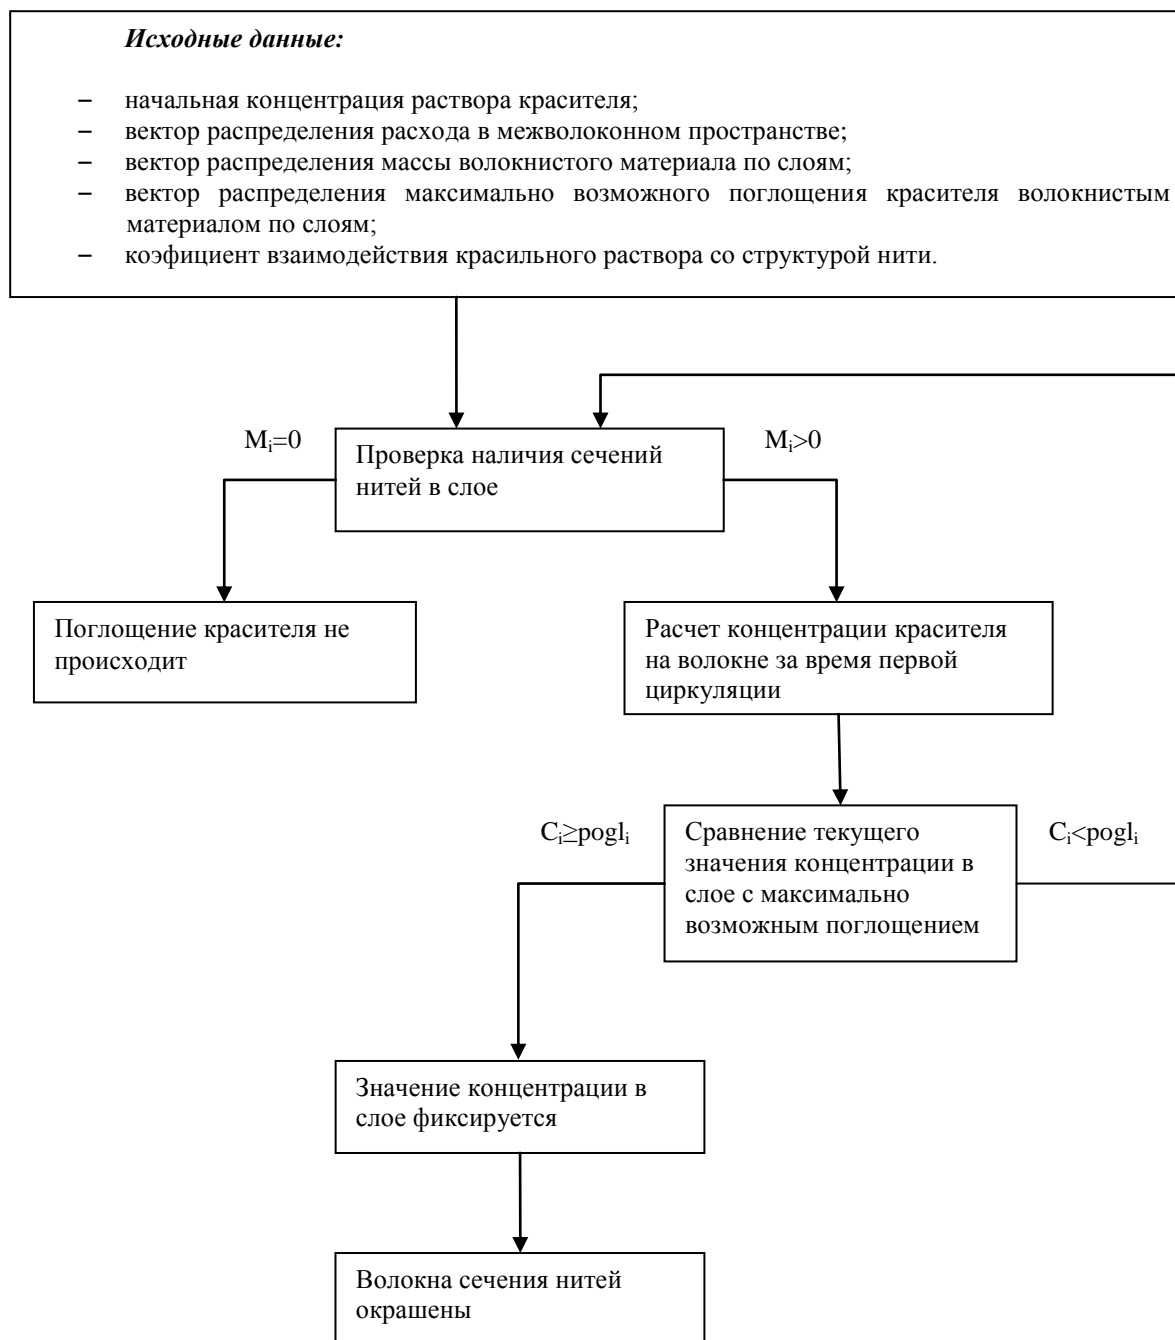 Исходные данные:
– начальная концентрация раствора красителя;
– вектор распределения расхода в межволоконном пространстве;
– вектор распределения массы волокнистого материала по слоям;
– вектор распределения максимально возможного поглощения красителя волокнистым
материалом по слоям;
– коэфициент взаимодействия красильного раствора со структурой нити.
Mi=0
Проверка наличия сечений
нитей в слое
Mi>0
Поглощение красителя не
происходит
Расчет концентрации красителя
на волокне за время первой
циркуляции
Ci≥pogli
Сравнение текущего
значения концентрации в
слое с максимально
возможным поглощением
Ci<pogli
Значение концентрации в
слое фиксируется
Волокна сечения нитей
окрашены